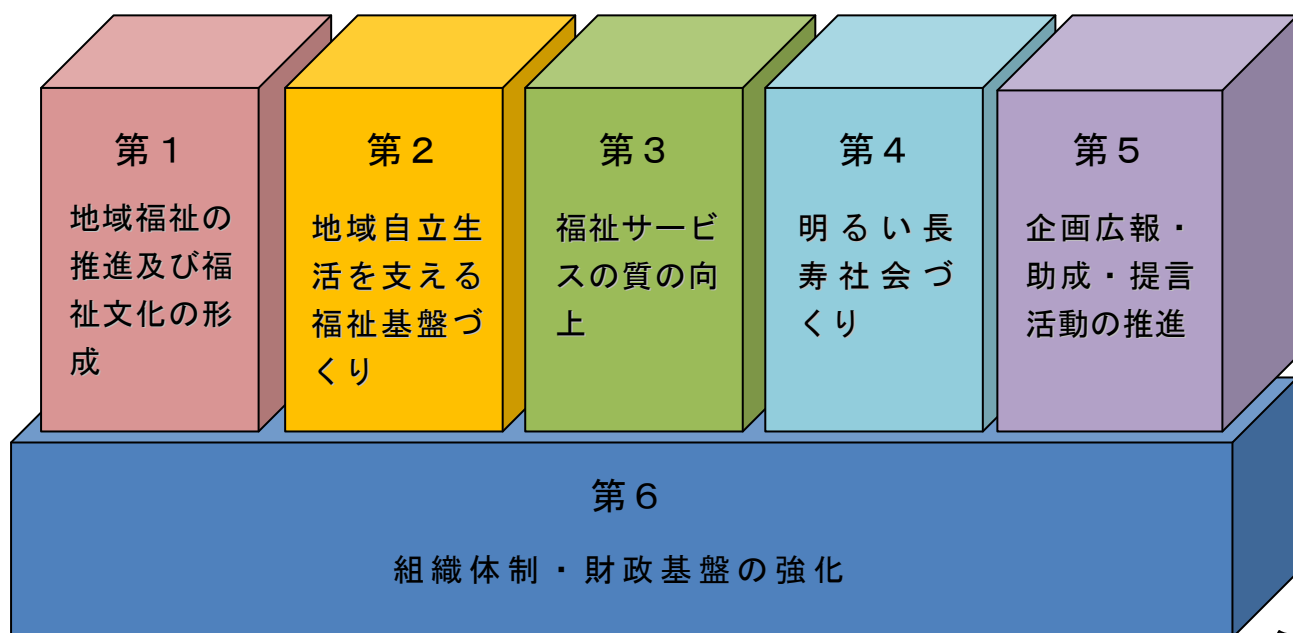 第１
地域福祉の
推進及び福
祉文化の形
成
第２
地域自立生
活を支える
福祉基盤づ
くり
第３
福祉サービ
スの質の向
上
第４
明るい長
寿社会づ
くり
第５
企画広報・
助成・提言
活動の推進
第６
組織体制・財政基盤の強化